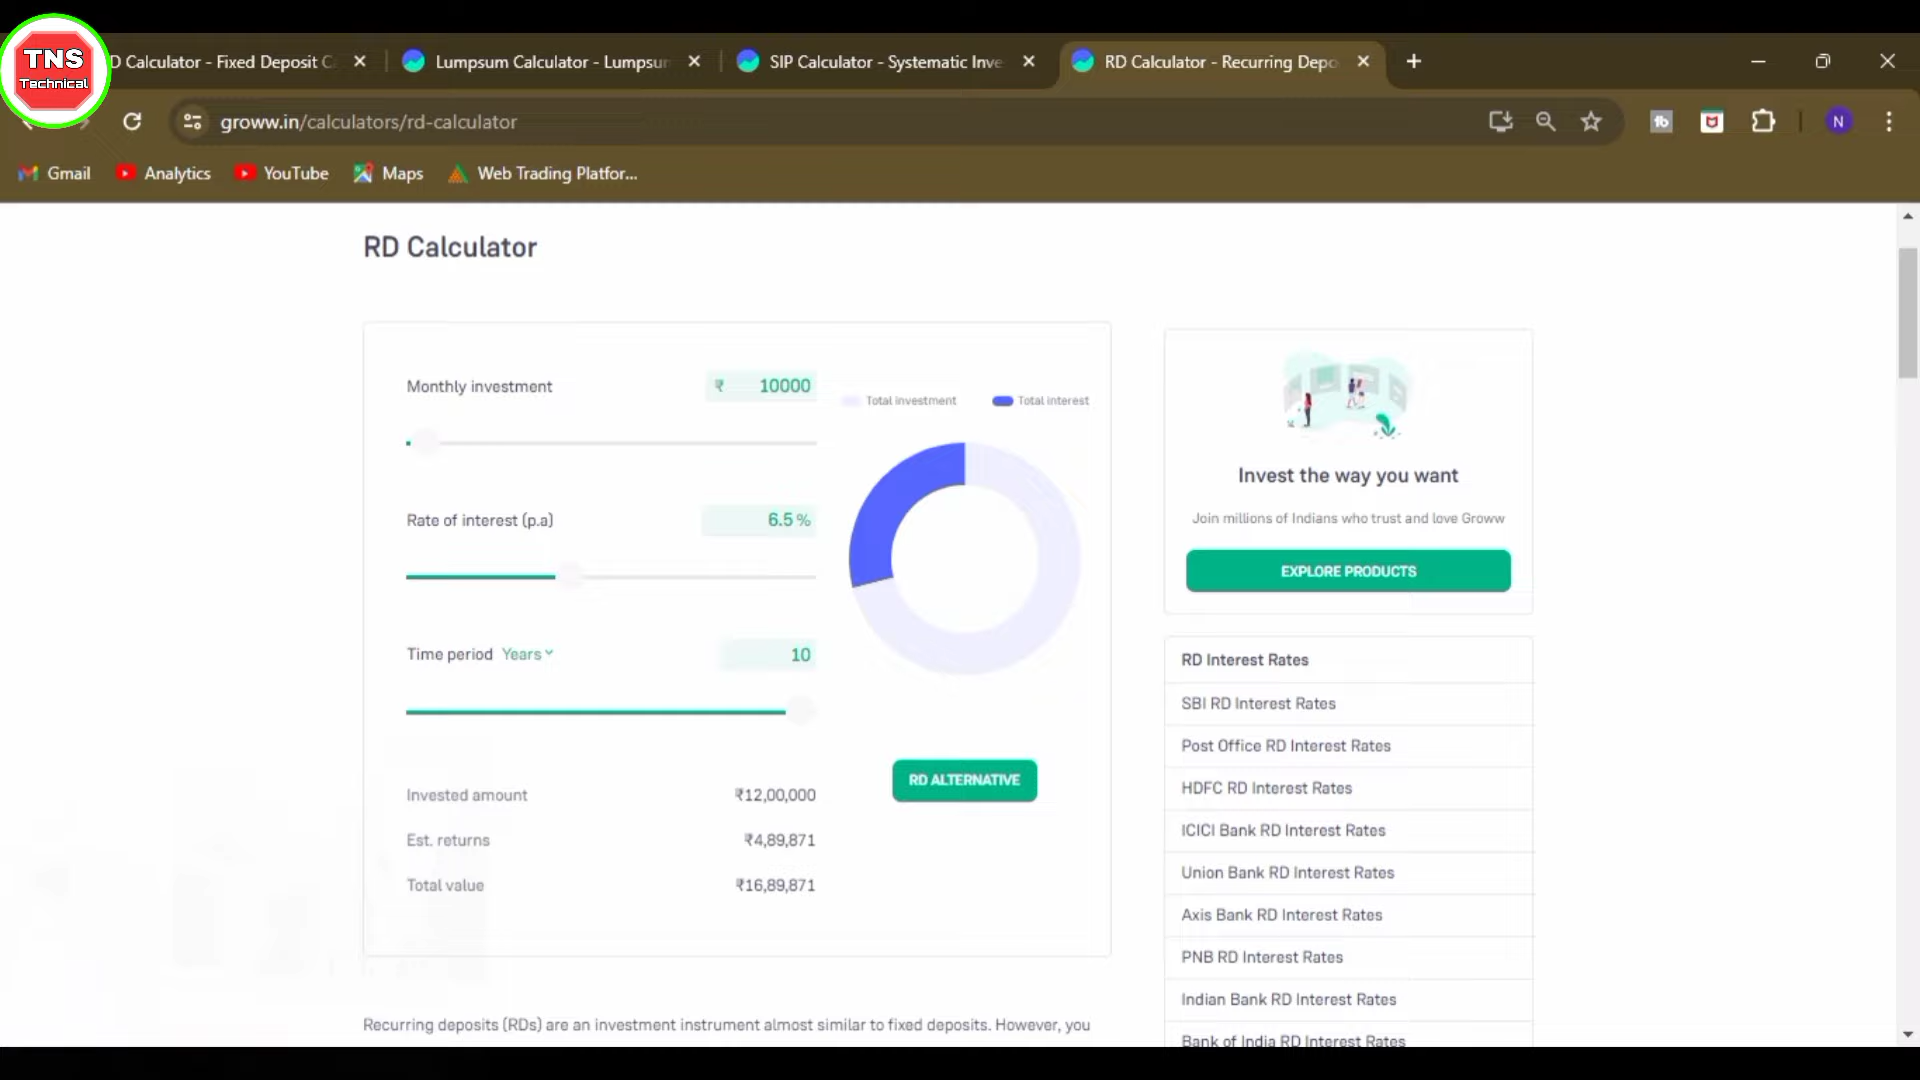 TNS
Technical
D Calculator - Fixed Deposit C
Lumpsum Calculator - Lumpsum
SIP Calculator - Systematic Inve
RD Calculator - Recurring Depo
groww.in/calculators/rd-calculator
N
Gmail
Analytics
YouTube
Maps
Web Trading Platfor...
RD Calculator
Monthly investment
₹ 10000
Total investment
Total interest
Rate of interest (p.a)
6.5 %
Time period Years
10
Invested amount
₹12,00,000
Est. returns
₹4,89,871
Total value
₹16,89,871
RD ALTERNATIVE
Invest the way you want
Join millions of Indians who trust and love Groww
EXPLORE PRODUCTS
RD Interest Rates
SBI RD Interest Rates
Post Office RD Interest Rates
HDFC RD Interest Rates
ICICI Bank RD Interest Rates
Union Bank RD Interest Rates
Axis Bank RD Interest Rates
PNB RD Interest Rates
Indian Bank RD Interest Rates
Bank of India RD Interest Rates
Recurring deposits (RDs) are an investment instrument almost similar to fixed deposits. However, you